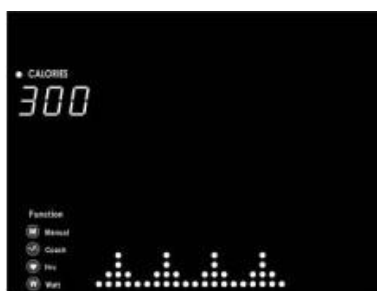 CALORIES
300
Function
M Manual
Coach
Hrc
W Watt